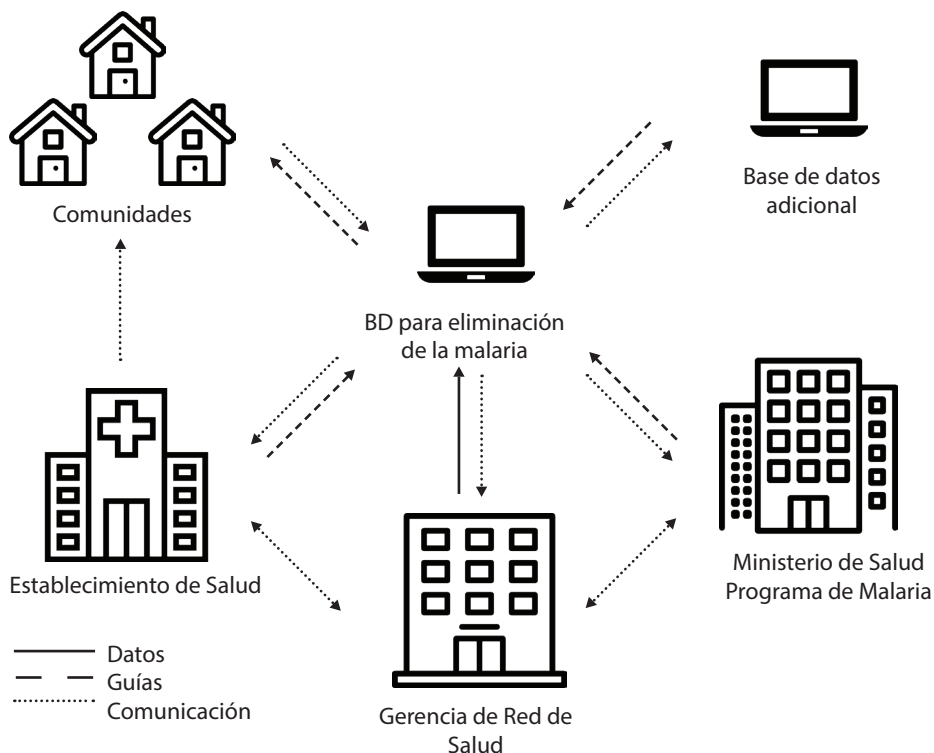 Comunidades
Base de datos
adicional
BD para eliminación
de la malaria
Establecimiento de Salud
Ministerio de Salud
Programa de Malaria
Gerencia de Red de
Salud
Datos
Guías
Comunicación